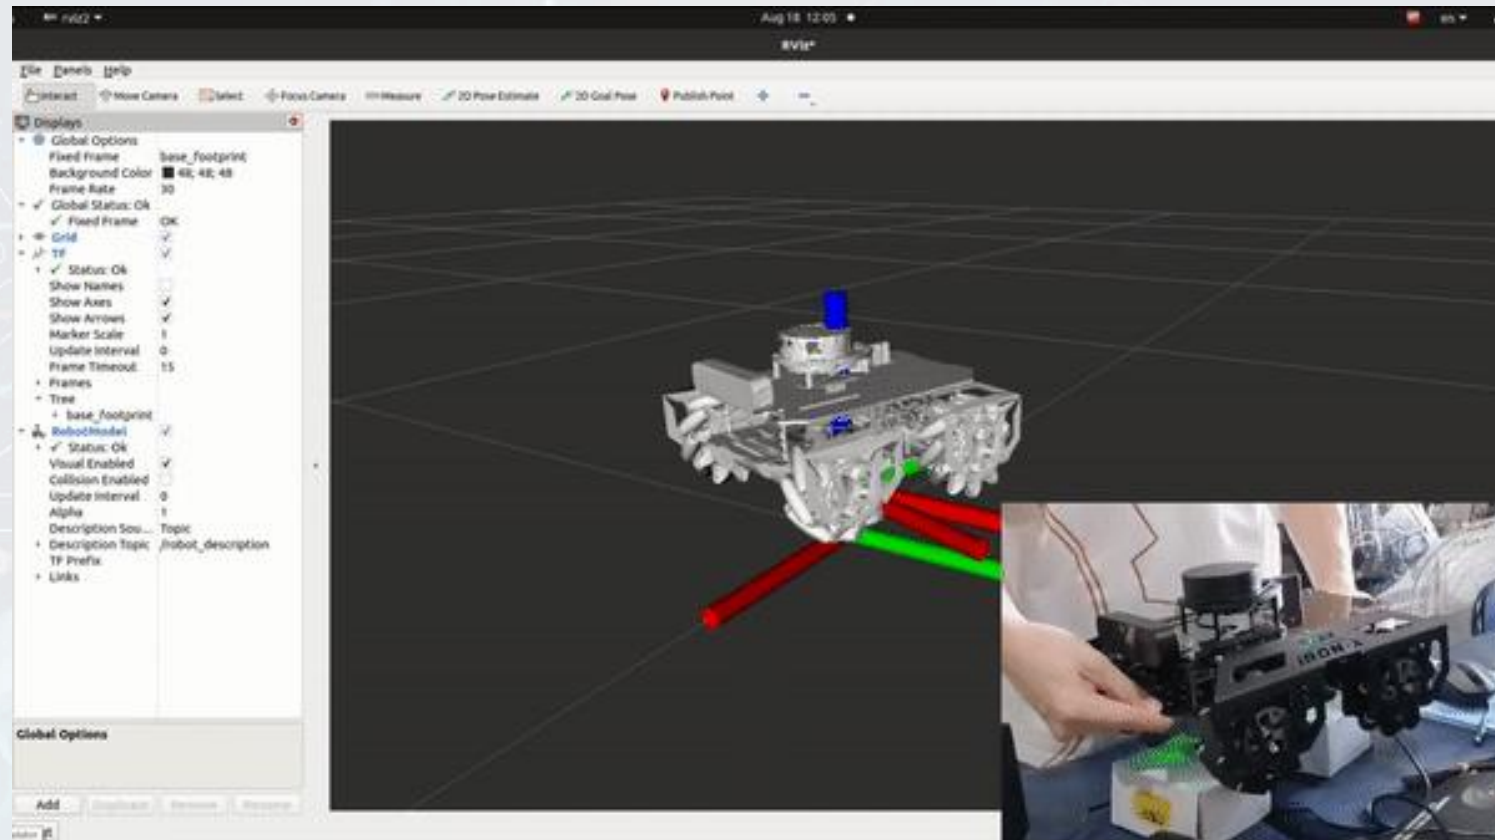 rviz2
Aug 18 12:05
en
RViz*
File Panels Help
Interact Move Camera Select Focus Camera Measure 2D Pose Estimate 2D Goal Pose Publish Point
Displays
Global Options
Fixed Frame base_footprint
Background Color 48; 48; 48
Frame Rate 30
Global Status: Ok
Fixed Frame OK
Grid
TF
Status: Ok
Show Names
Show Axes
Show Arrows
Marker Scale 1
Update Interval 0
Frame Timeout 15
Frames
Tree
base_footprint
RobotModel
Status: Ok
Visual Enabled
Collision Enabled
Update Interval 0
Alpha 1
Description Sou... Topic
Description Topic /robot_description
TF Prefix
Links
Global Options
Add Duplicate Remove Rename